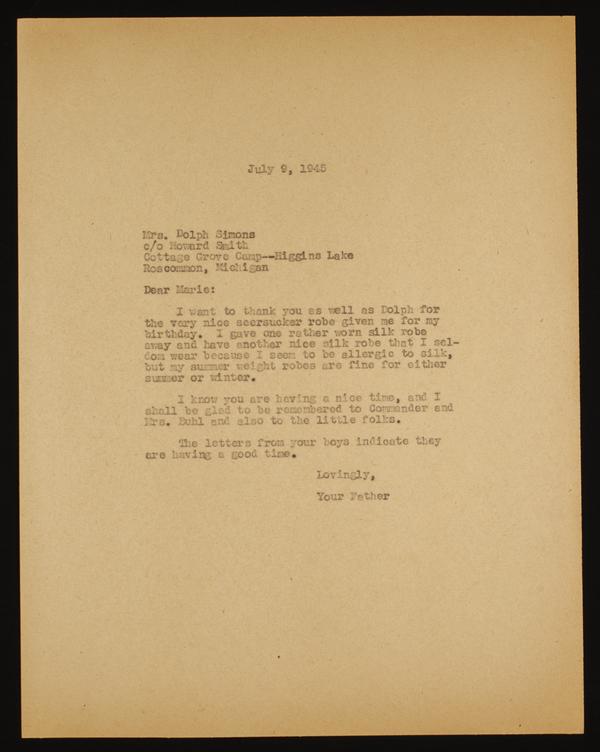 July 9, 1945
Mrs. Dolph Simons
c/o Howard Smith
Cottage Grove Camp--Higgins Lake
Roscommon, Michigan
Dear Marie:
I want to thank you as well as Dolph for
the very nice seersucker robe given me for my
birthday. I gave one rather worn silk robe
away and have another nice silk robe that I sel-
dom wear because I seem to be allergic to silk,
but my summer weight robes are fine for either
summer or winter.
I know you are having a nice time, and I
shall be glad to be remembered to Commander and
Mrs. Buhl and also to the little folks.
The letters from your boys indicate they
are having a good time.
Lovingly,
Your Father